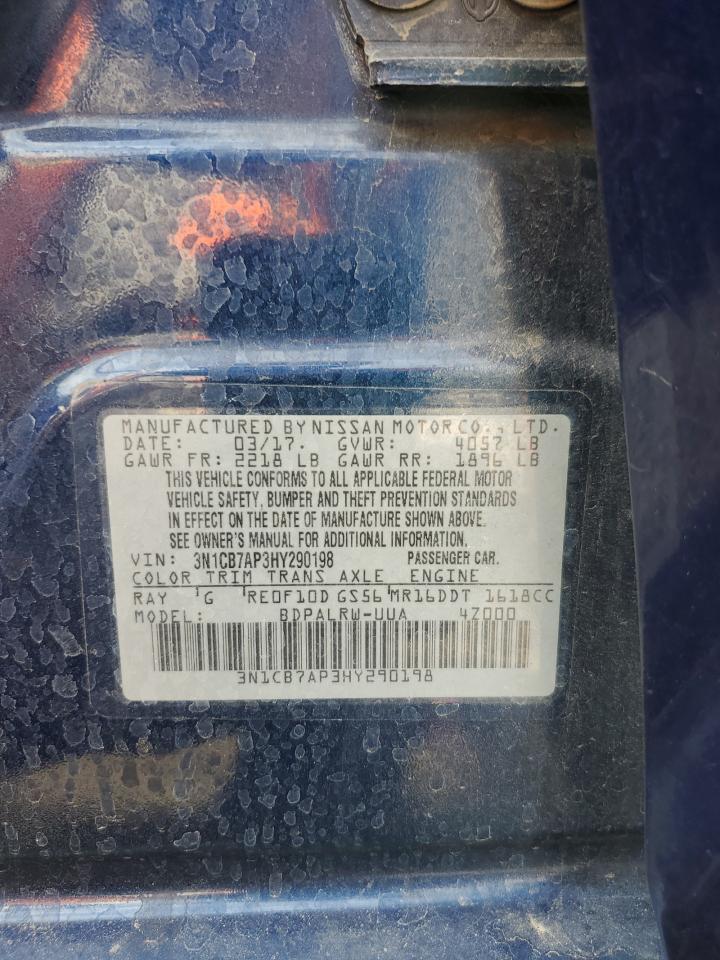 MANUFACTURED BY NISSAN MOTOR CO., LTD.
DATE: 03/17. GVWR: 4057 LB
GAWR FR: 2218 LB GAWR RR: 1896 LB
THIS VEHICLE CONFORMS TO ALL APPLICABLE FEDERAL MOTOR
VEHICLE SAFETY, BUMPER AND THEFT PREVENTION STANDARDS
IN EFFECT ON THE DATE OF MANUFACTURE SHOWN ABOVE.
SEE OWNER'S MANUAL FOR ADDITIONAL INFORMATION.
VIN: 3N1CB7AP3HY290198 PASSENGER CAR.
COLOR TRIM TRANS AXLE ENGINE
RAY G RE0F10D GS56 MR16DDT 1618CC
MODEL: BDPALRW-UUA 4Z000
3N1CB7AP3HY290198